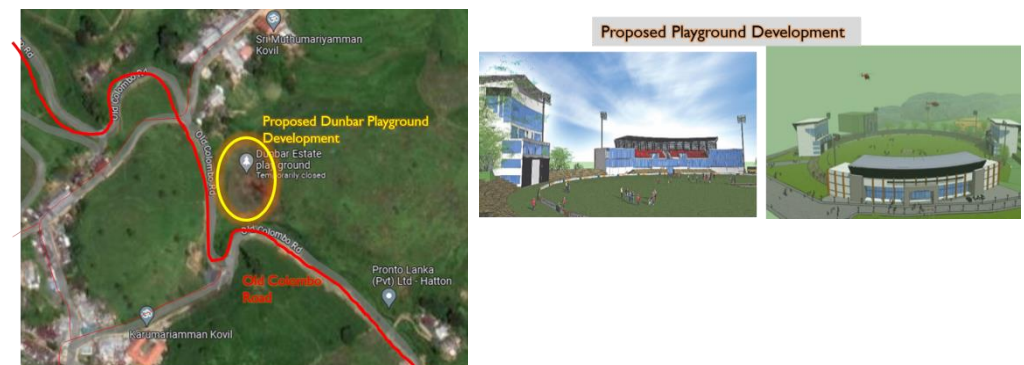 Sri Muthumariyamman
Kovil
Old Colombo Rd
Rd
Proposed Dunbar Playground
Development
Old Colombo Rd
Dunbar Estate
playground
Temporarily closed
Old Colombo Rd
Old Colombo
Road
Pronto Lanka
(Pvt) Ltd - Hatton
Karumariamman Kovil
Proposed Playground Development